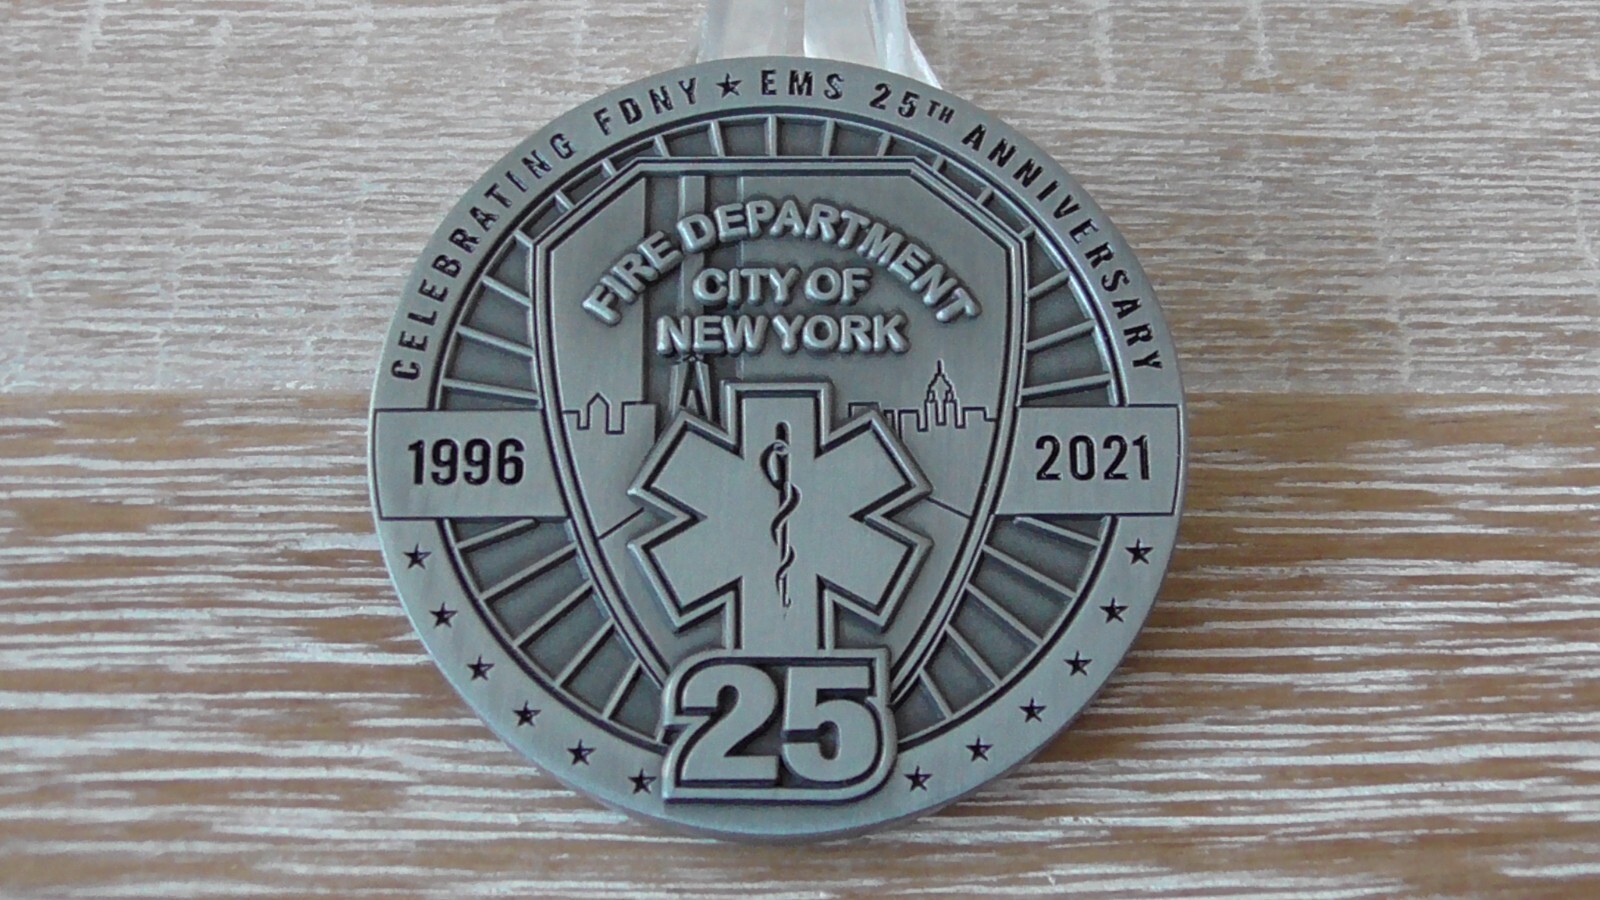 CELEBRATING FDNY ★ EMS 25TH ANNIVERSARY
FIRE DEPARTMENT
CITY OF
NEW YORK
1996
2021
25